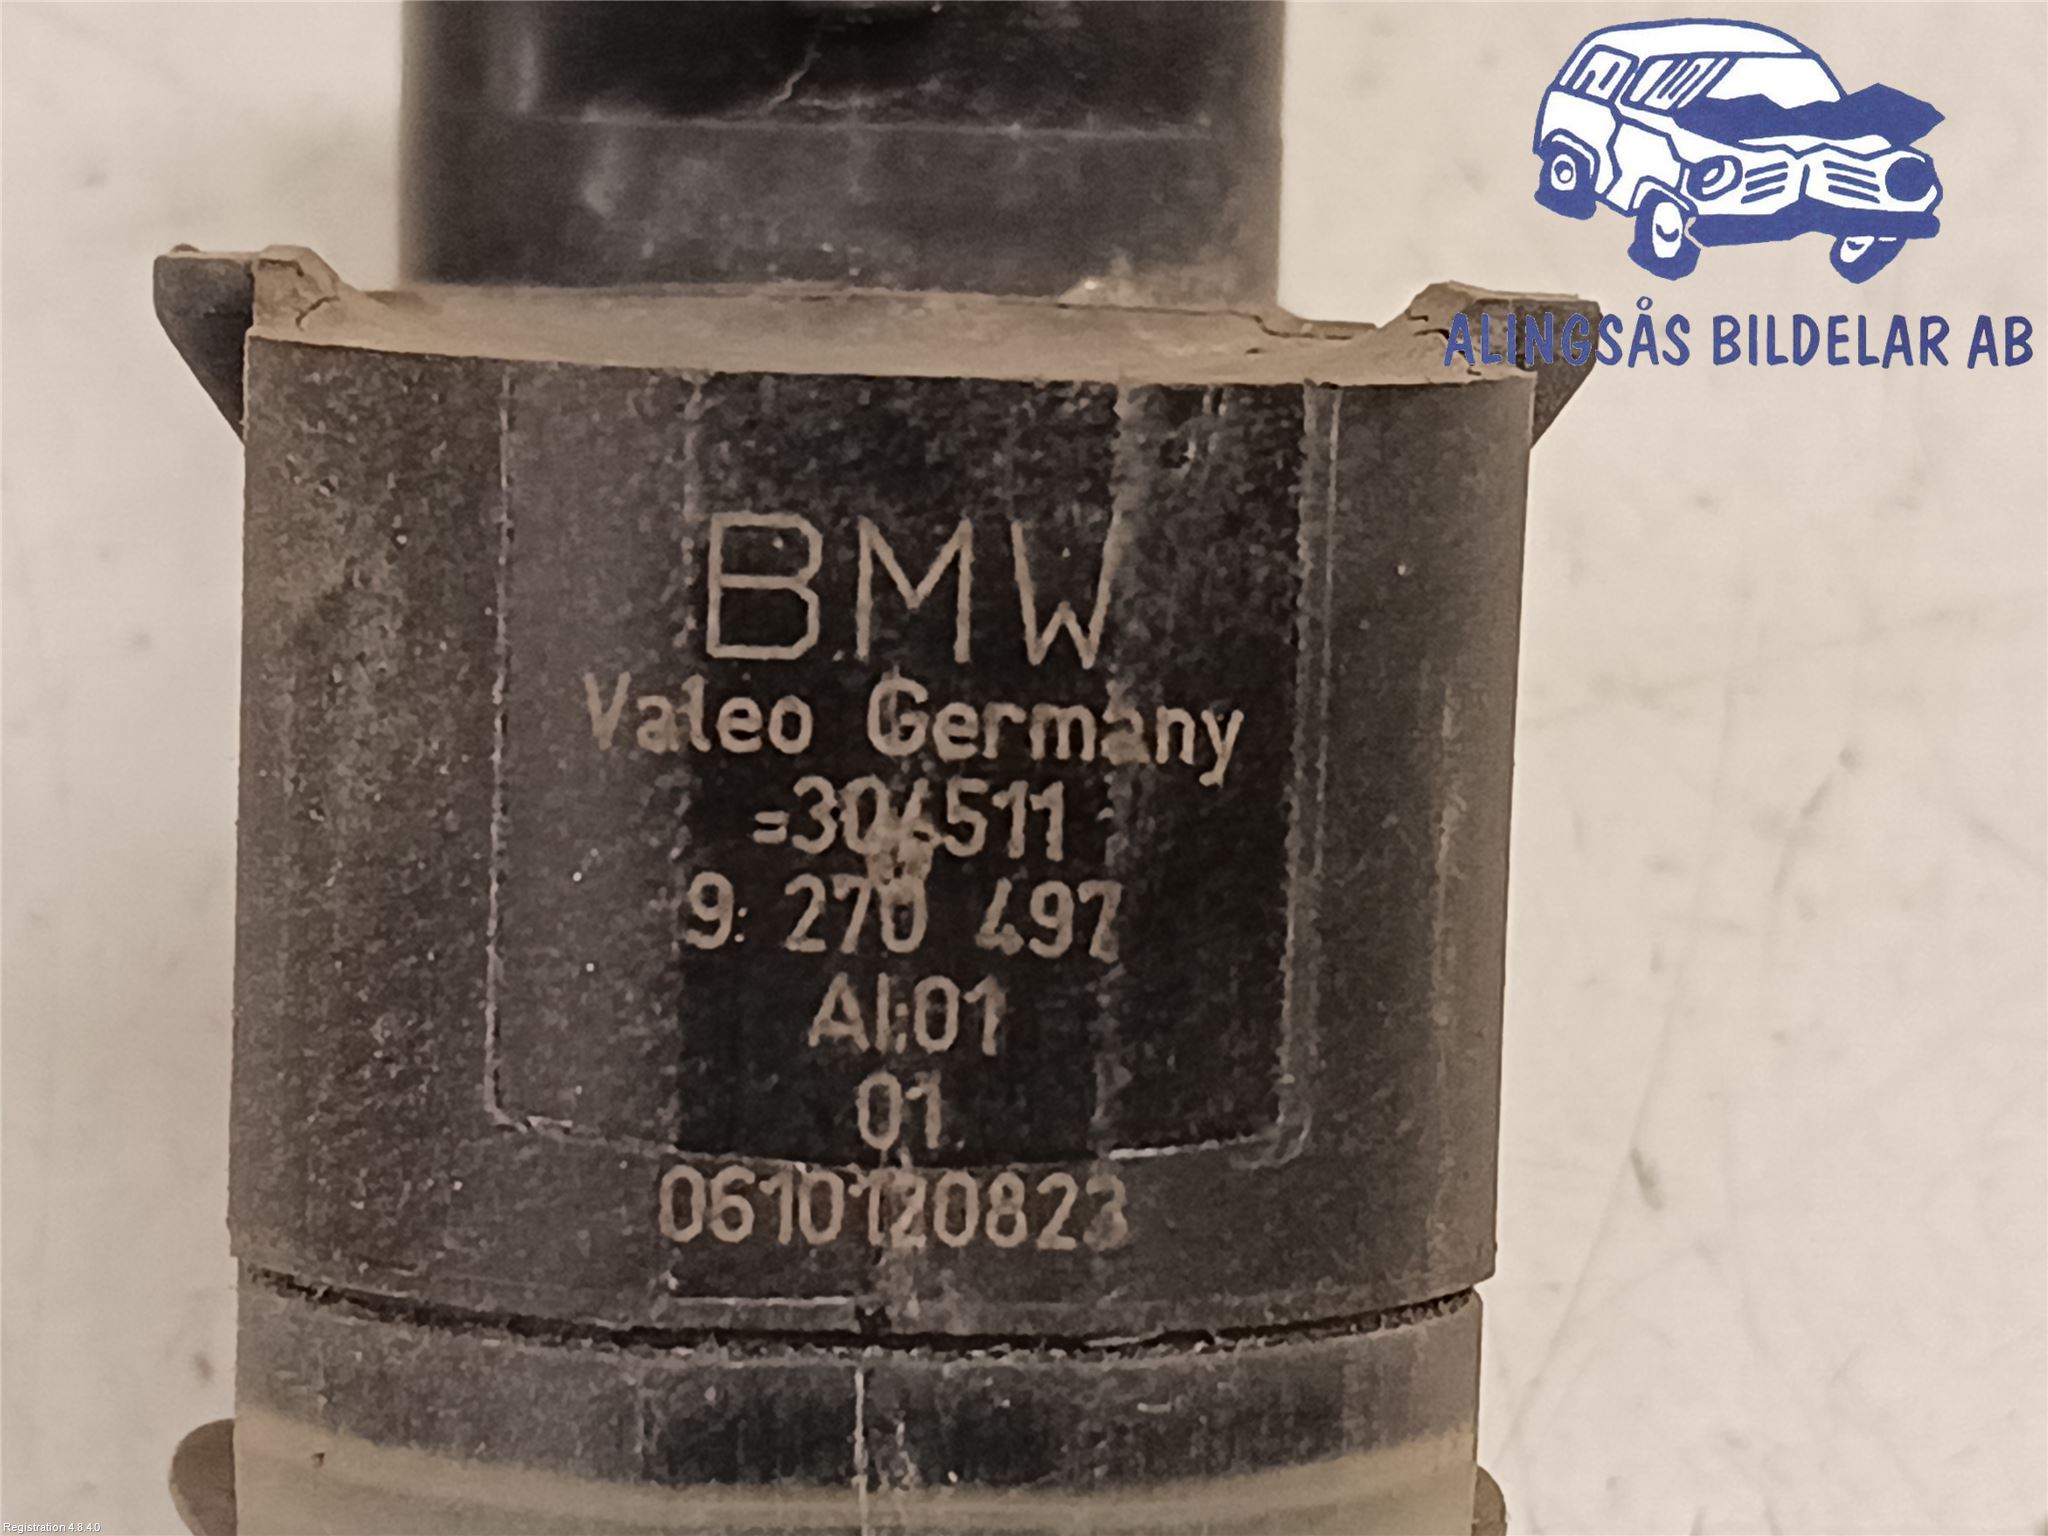 ALINGSÅS BILDELAR AB
BMW
Valeo Germany
=304511
9: 270 497
AI:01
01
0610120823
Registration 4.8.4.0